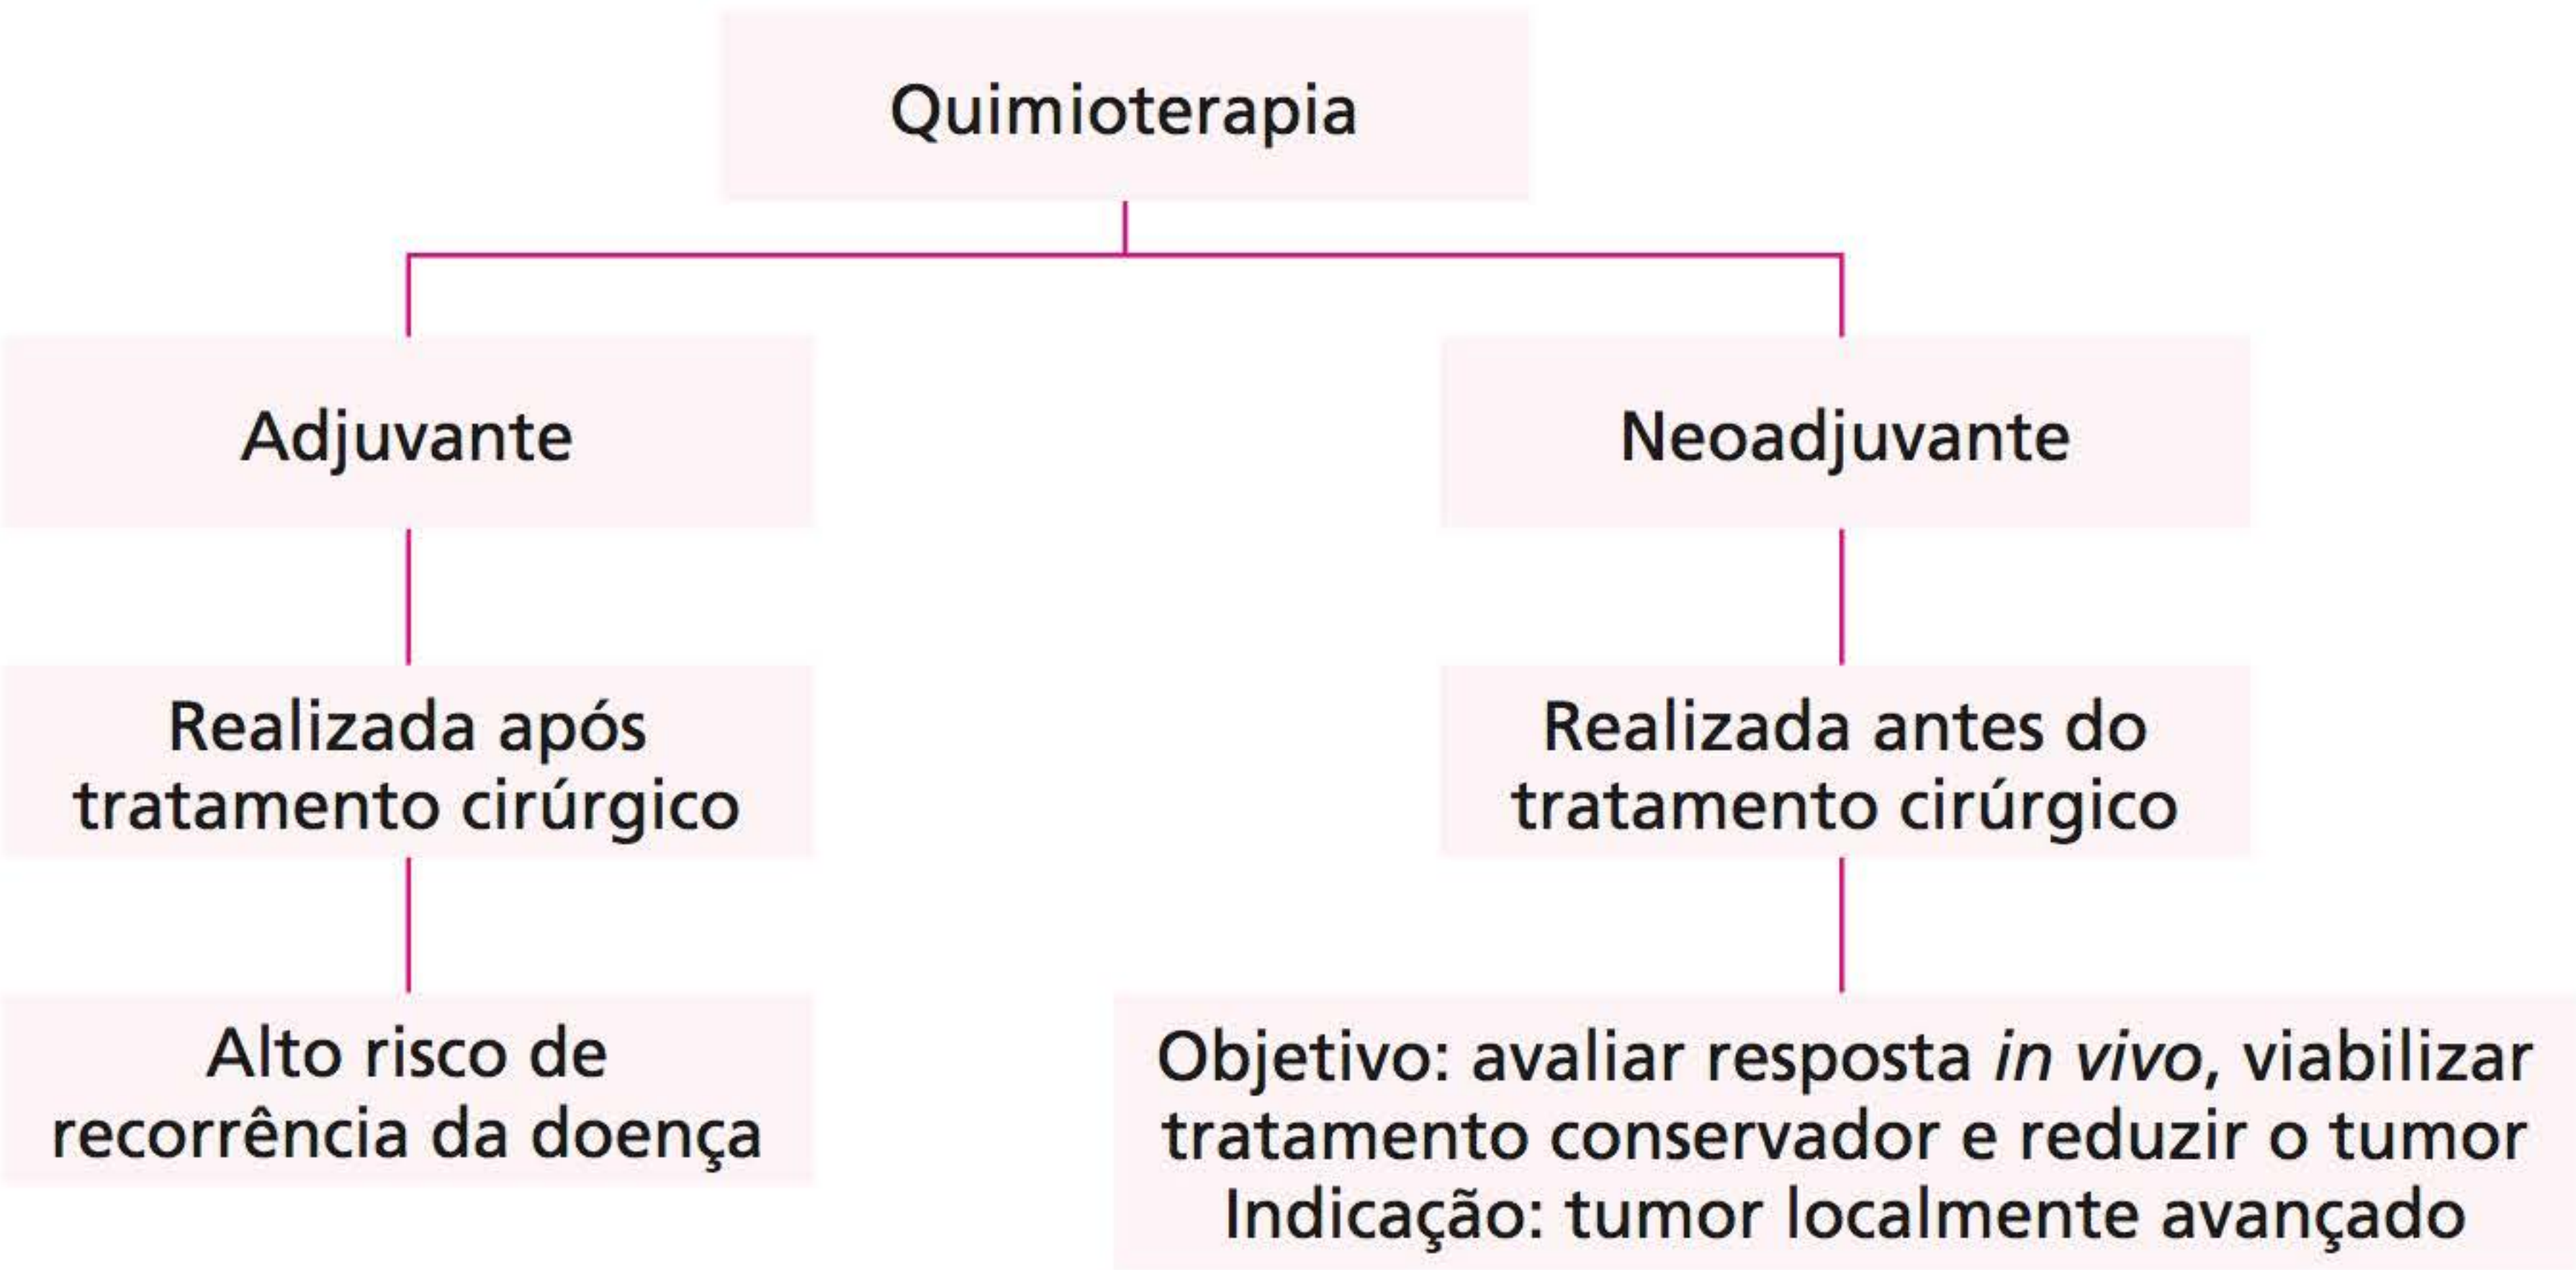 Quimioterapia
Adjuvante
Neoadjuvante
Realizada após
tratamento cirúrgico
Realizada antes do
tratamento cirúrgico
Alto risco de
recorrência da doença
Objetivo: avaliar resposta in vivo, viabilizar
tratamento conservador e reduzir o tumor
Indicação: tumor localmente avançado